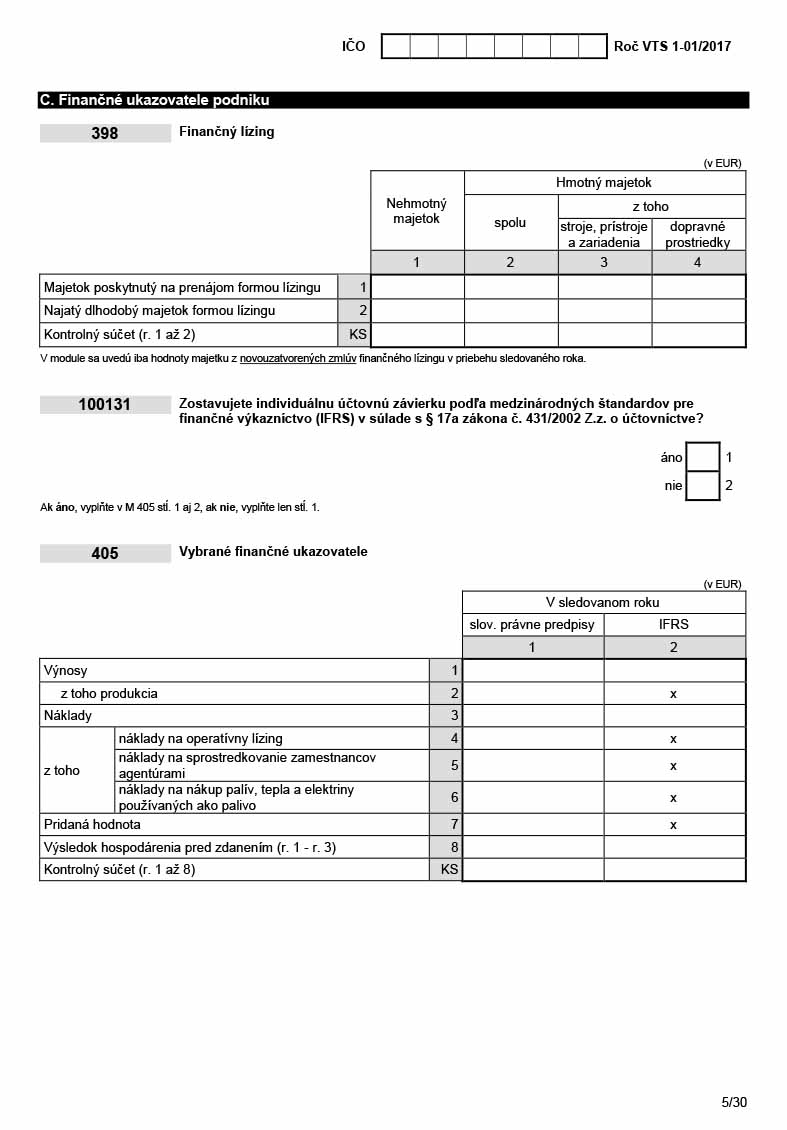 IČO Roč VTS 1-01/2017
C. Finančné ukazovatele podniku
398 Finančný lízing
(v EUR)
Nehmotný majetok
Hmotný majetok
spolu
z toho
stroje, prístroje a zariadenia
dopravné prostriedky
1 2 3 4
Majetok poskytnutý na prenájom formou lízingu 1
Najatý dlhodobý majetok formou lízingu 2
Kontrolný súčet (r. 1 až 2) KS
V module sa uvedú iba hodnoty majetku z novouzatvorených zmlúv finančného lízingu v priebehu sledovaného roka.
100131 Zostavujete individuálnu účtovnú závierku podľa medzinárodných štandardov pre
finančné výkazníctvo (IFRS) v súlade s § 17a zákona č. 431/2002 Z.z. o účtovníctve?
áno 1
nie 2
Ak áno, vyplňte v M 405 stĺ. 1 aj 2, ak nie, vyplňte len stĺ. 1.
405 Vybrané finančné ukazovatele
(v EUR)
V sledovanom roku
slov. právne predpisy IFRS
1 2
Výnosy 1
z toho produkcia 2 x
Náklady 3
z toho
náklady na operatívny lízing 4 x
náklady na sprostredkovanie zamestnancov
agentúrami 5 x
náklady na nákup palív, tepla a elektriny
používaných ako palivo 6 x
Pridaná hodnota 7 x
Výsledok hospodárenia pred zdanením (r. 1 - r. 3) 8
Kontrolný súčet (r. 1 až 8) KS
5/30